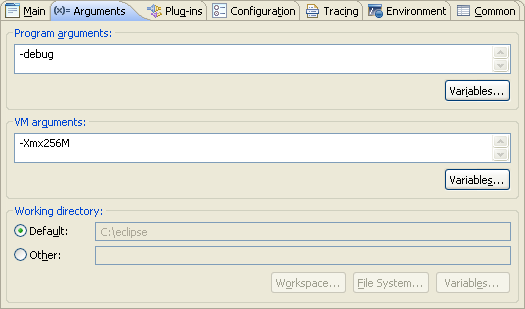 Main (x)= Arguments Plug-ins Configuration Tracing Environment Common
Program arguments:
-debug
Variables...
VM arguments:
-Xmx256M
Variables...
Working directory:
Default: C:\eclipse
Other:
Workspace... File System... Variables...